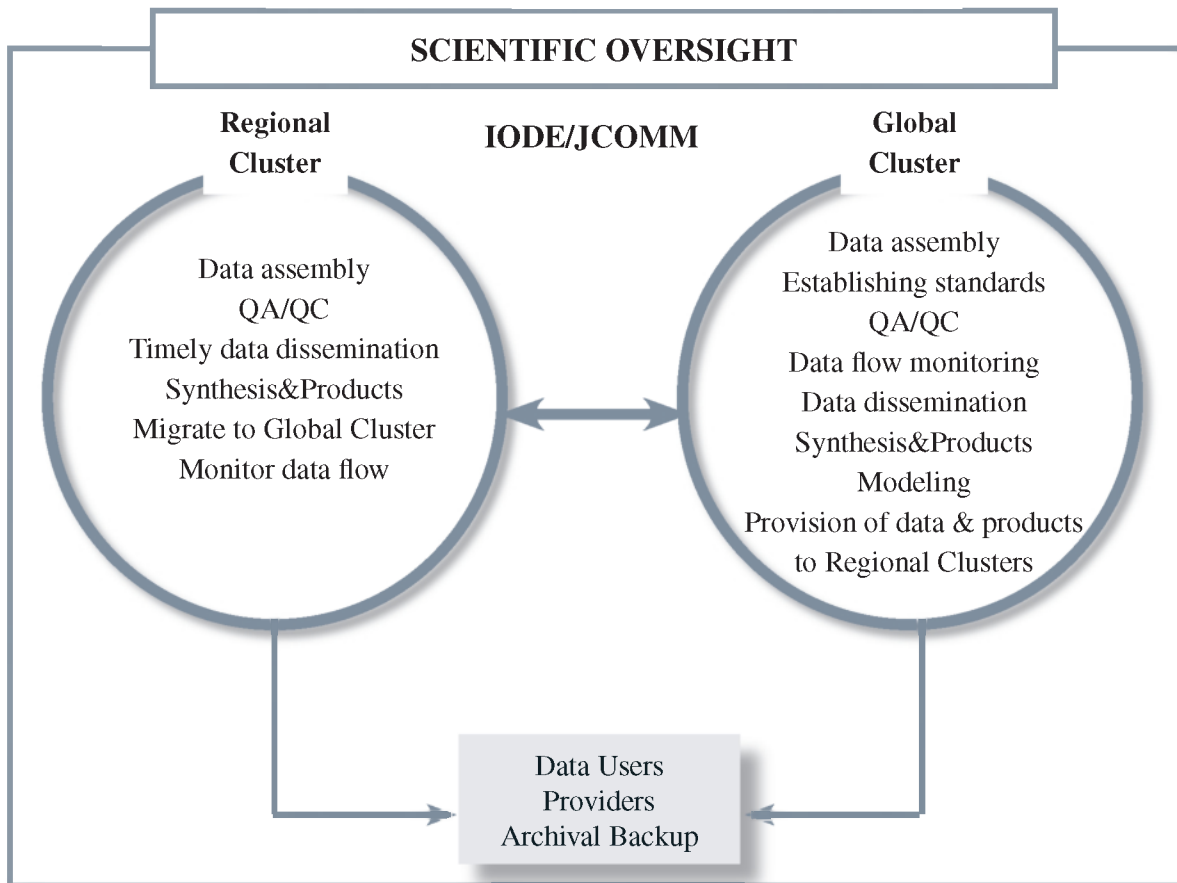 SCIENTIFIC OVERSIGHT
IODE/JCOMM
Regional
Cluster
Data assembly
QA/QC
Timely data dissemination
Synthesis&Products
Migrate to Global Cluster
Monitor data flow
Global
Cluster
Data assembly
Establishing standards
QA/QC
Data flow monitoring
Data dissemination
Synthesis&Products
Modeling
Provision of data & products
to Regional Clusters
Data Users
Providers
Archival Backup